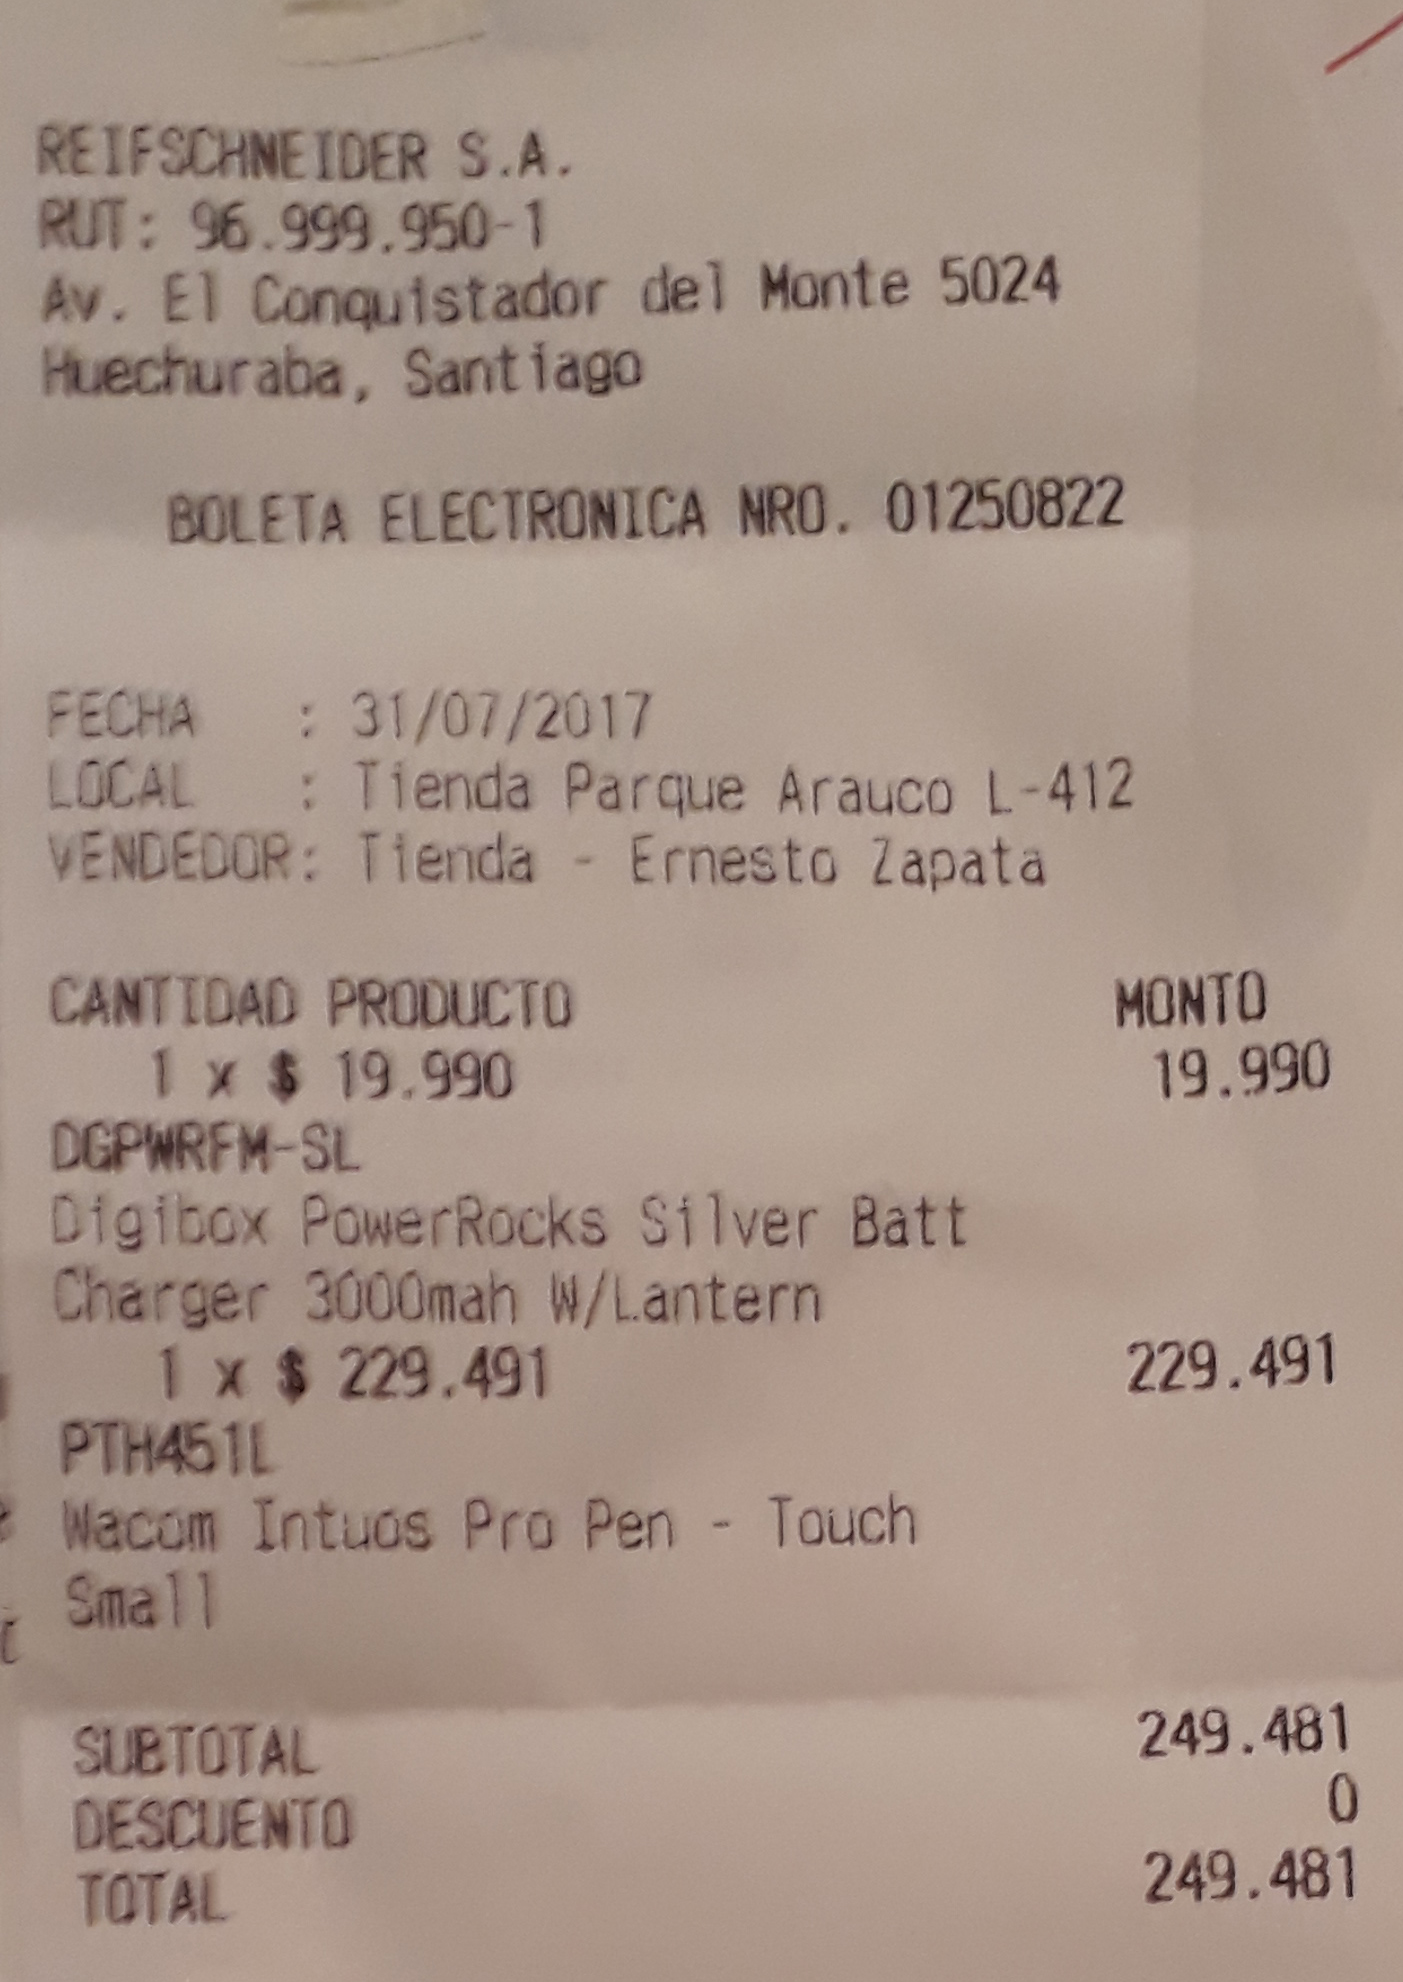 REIFSCHNEIDER S.A.
RUT: 96.999.950-1
Av. El Conquistador del Monte 5024
Huechuraba, Santiago
BOLETA ELECTRONICA NRO. 01250822
FECHA : 31/07/2017
LOCAL : Tienda Parque Arauco L-412
VENDEDOR: Tienda - Ernesto Zapata
CANTIDAD PRODUCTO MONTO
1 x $ 19.990 19.990
DGPWRFM-SL
Digibox PowerRocks Silver Batt
Charger 3000mah W/Lantern
1 x $ 229.491 229.491
PTH451L
Wacom Intuos Pro Pen - Touch
Small
SUBTOTAL 249.481
DESCUENTO 0
TOTAL 249.481